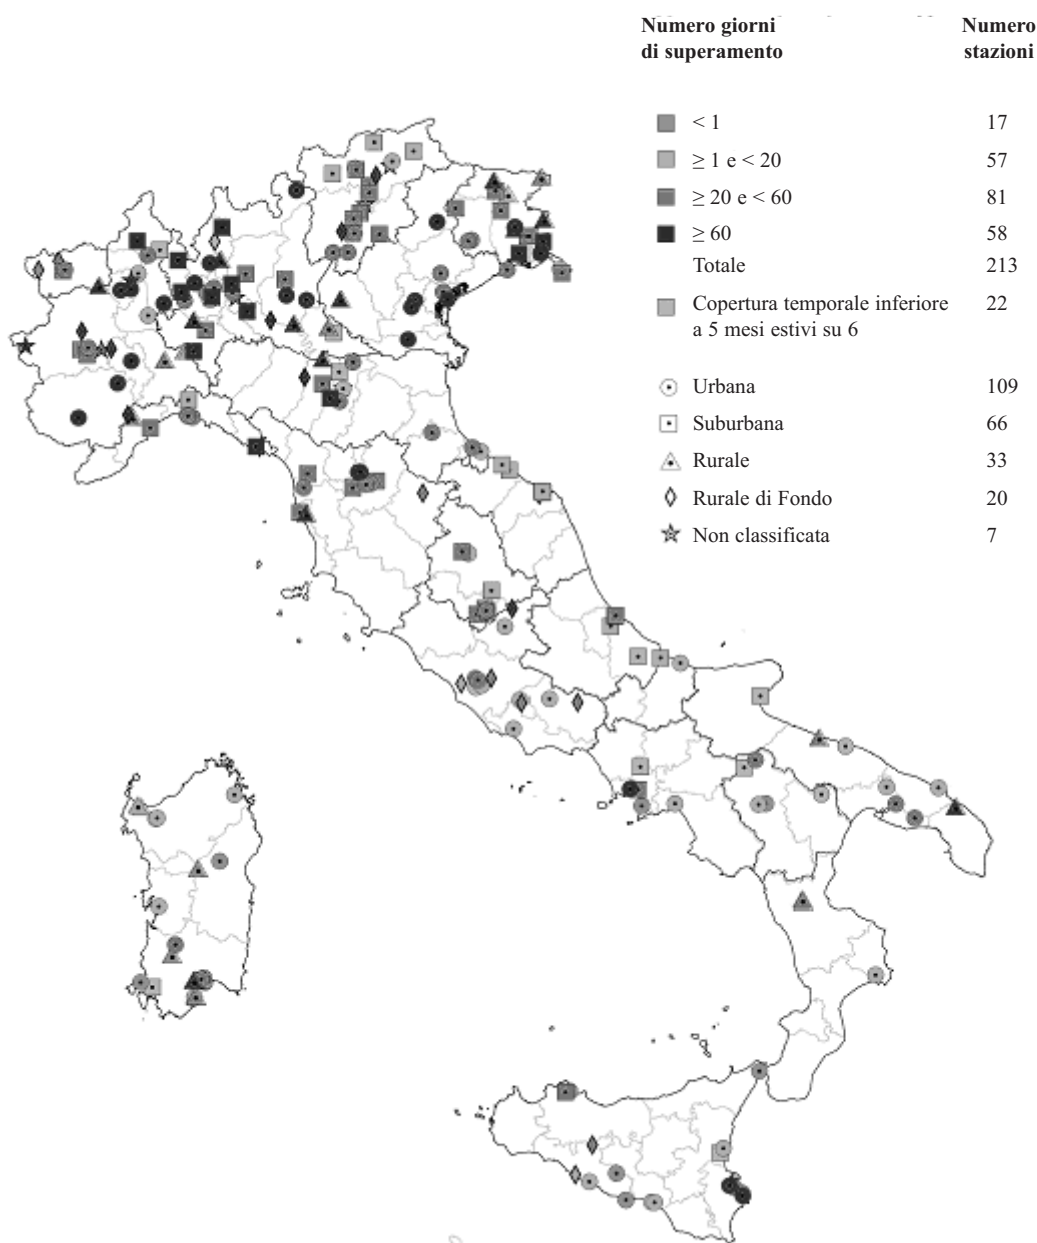 Numero giorni Numero
di superamento stazioni
< 1 17
≥ 1 e < 20 57
≥ 20 e < 60 81
≥ 60 58
Totale 213
Copertura temporale inferiore 22
a 5 mesi estivi su 6
Urbana 109
Suburbana 66
Rurale 33
Rurale di Fondo 20
Non classificata 7